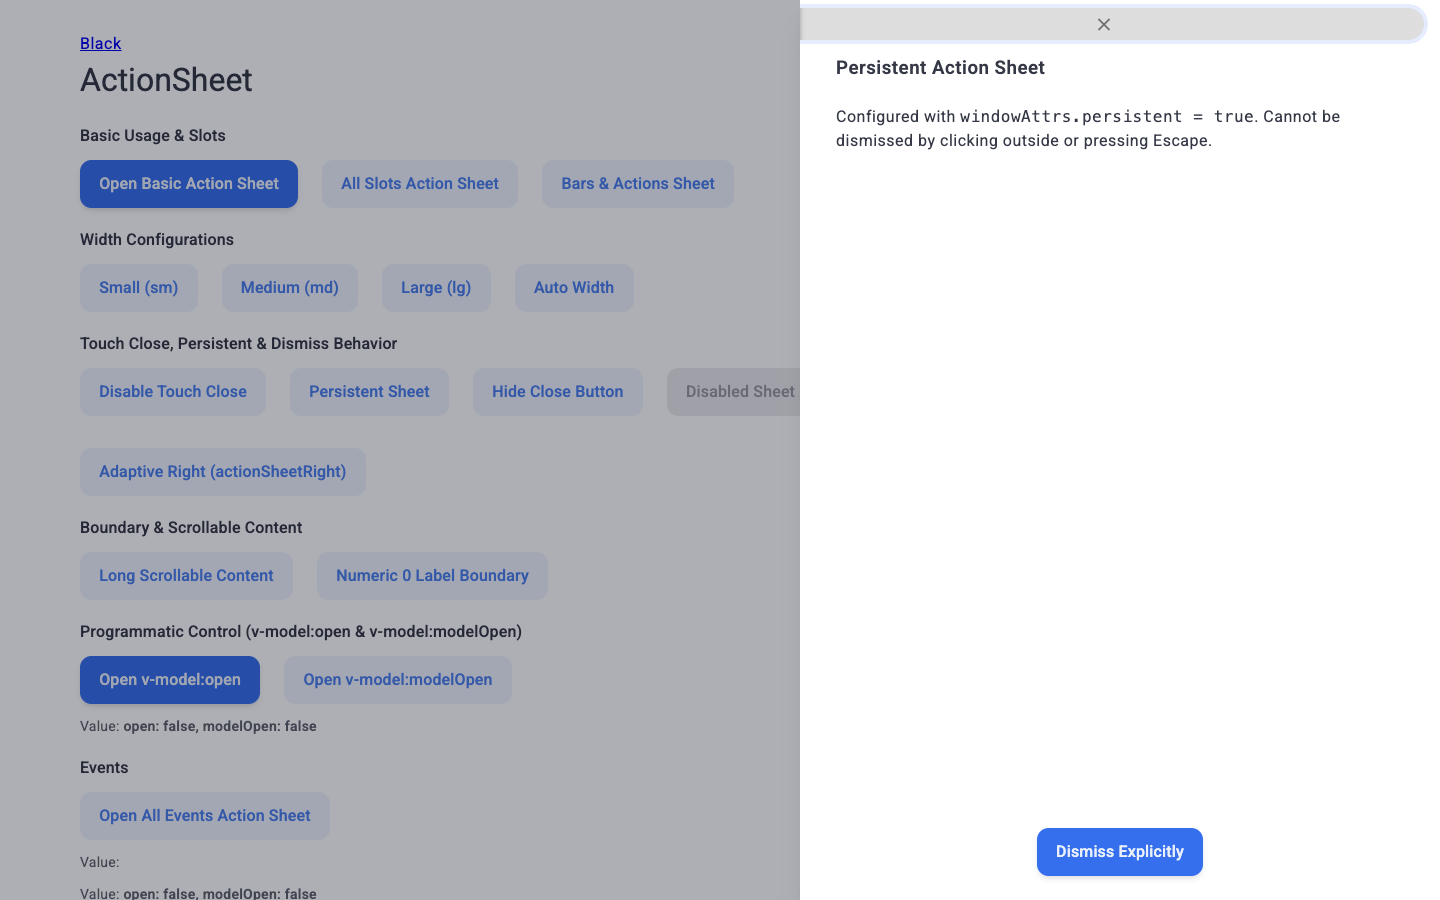 Black
ActionSheet
Basic Usage & Slots
Open Basic Action Sheet
All Slots Action Sheet
Bars & Actions Sheet
Width Configurations
Small (sm)
Medium (md)
Large (lg)
Auto Width
Touch Close, Persistent & Dismiss Behavior
Disable Touch Close
Persistent Sheet
Hide Close Button
Disabled Sheet
Adaptive Right (actionSheetRight)
Boundary & Scrollable Content
Long Scrollable Content
Numeric 0 Label Boundary
Programmatic Control (v-model:open & v-model:modelOpen)
Open v-model:open
Open v-model:modelOpen
Value: open: false, modelOpen: false
Events
Open All Events Action Sheet
Value:
Value: open: false, modelOpen: false
Persistent Action Sheet
Configured with windowAttrs.persistent = true. Cannot be
dismissed by clicking outside or pressing Escape.
Dismiss Explicitly